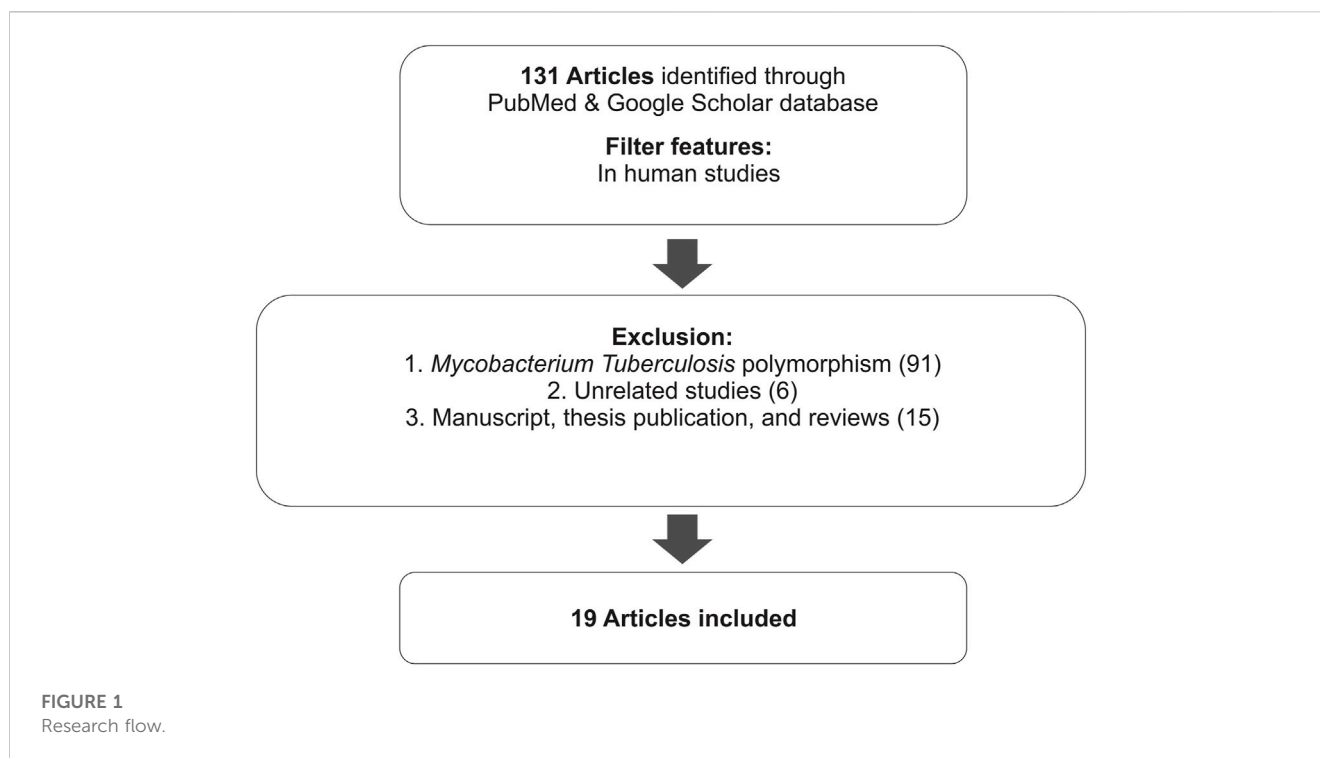 131 Articles identified through
PubMed & Google Scholar database
Filter features:
In human studies
Exclusion:
1. Mycobacterium Tuberculosis polymorphism (91)
2. Unrelated studies (6)
3. Manuscript, thesis publication, and reviews (15)
19 Articles included
FIGURE 1
Research flow.